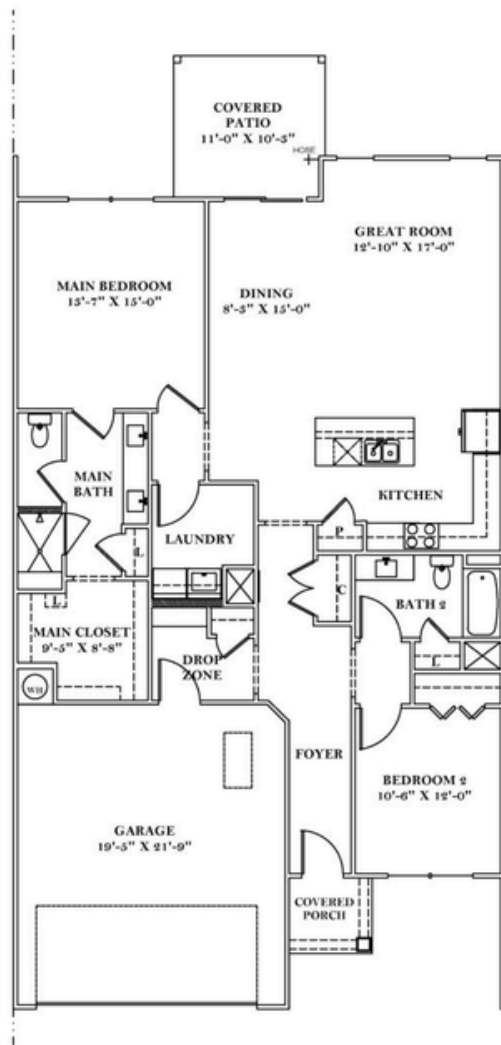 COVERED
PATIO
11'-0" X 10'-3"
HOSE
GREAT ROOM
12'-10" X 17'-0"
MAIN BEDROOM
13'-7" X 15'-0"
DINING
8'-3" X 15'-0"
MAIN
BATH
KITCHEN
LAUNDRY
P
L
C
BATH 2
L
L
MAIN CLOSET
9'-5" X 8'-8"
DROP
ZONE
WH
FOYER
BEDROOM 2
10'-6" X 12'-0"
GARAGE
19'-5" X 21'-9"
COVERED
PORCH